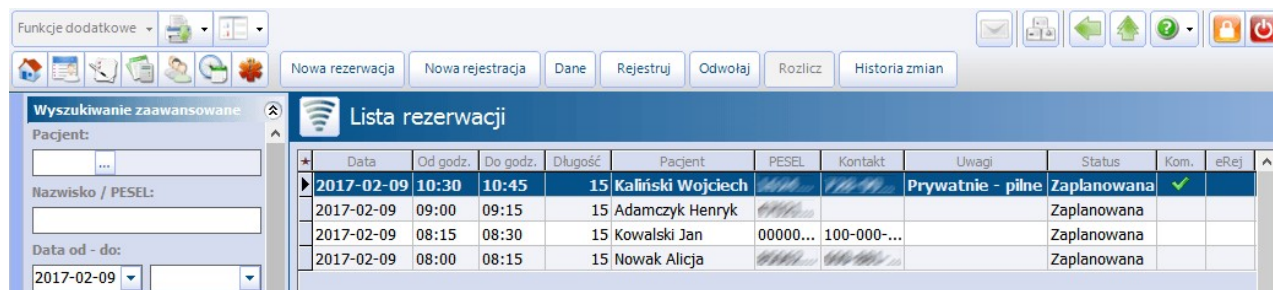 Funkcje dodatkowe
Nowa rezerwacja Nowa rejestracja Dane Rejestruj Odwołaj Rozlicz Historia zmian
Wyszukiwanie zaawansowane
Pacjent:
...
Nazwisko / PESEL:
Data od - do:
2017-02-09
Lista rezerwacji
Data Od godz. Do godz. Długość Pacjent PESEL Kontakt Uwagi Status Kom. eRej
2017-02-09 10:30 10:45 15 Kaliński Wojciech Prywatnie - pilne Zaplanowana
2017-02-09 09:00 09:15 15 Adamczyk Henryk Zaplanowana
2017-02-09 08:15 08:30 15 Kowalski Jan 00000... 100-000-... Zaplanowana
2017-02-09 08:00 08:15 15 Nowak Alicja Zaplanowana